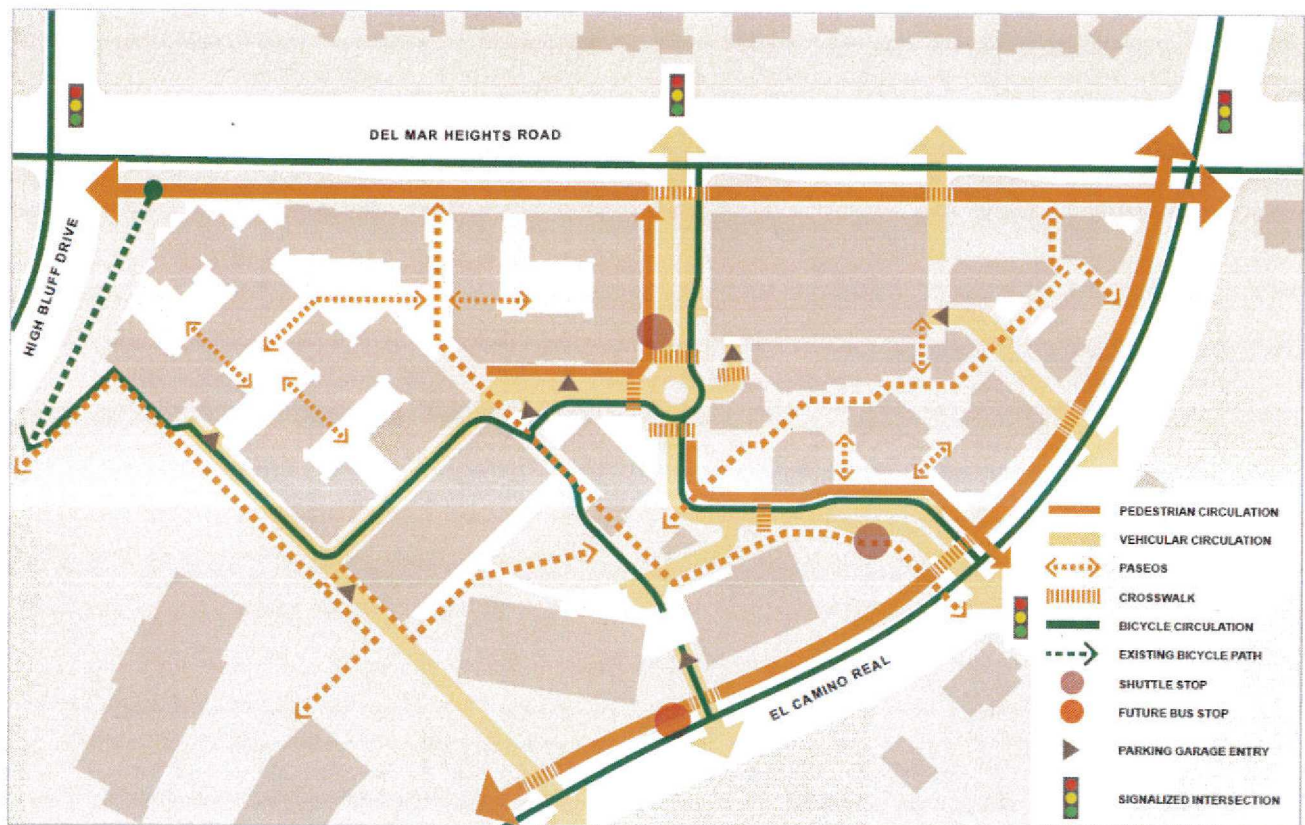 DEL MAR HEIGHTS ROAD
HIGH BLUFF DRIVE
EL CAMINO REAL
PEDESTRIAN CIRCULATION
VEHICULAR CIRCULATION
PASEOS
CROSSWALK
BICYCLE CIRCULATION
EXISTING BICYCLE PATH
SHUTTLE STOP
FUTURE BUS STOP
PARKING GARAGE ENTRY
SIGNALIZED INTERSECTION